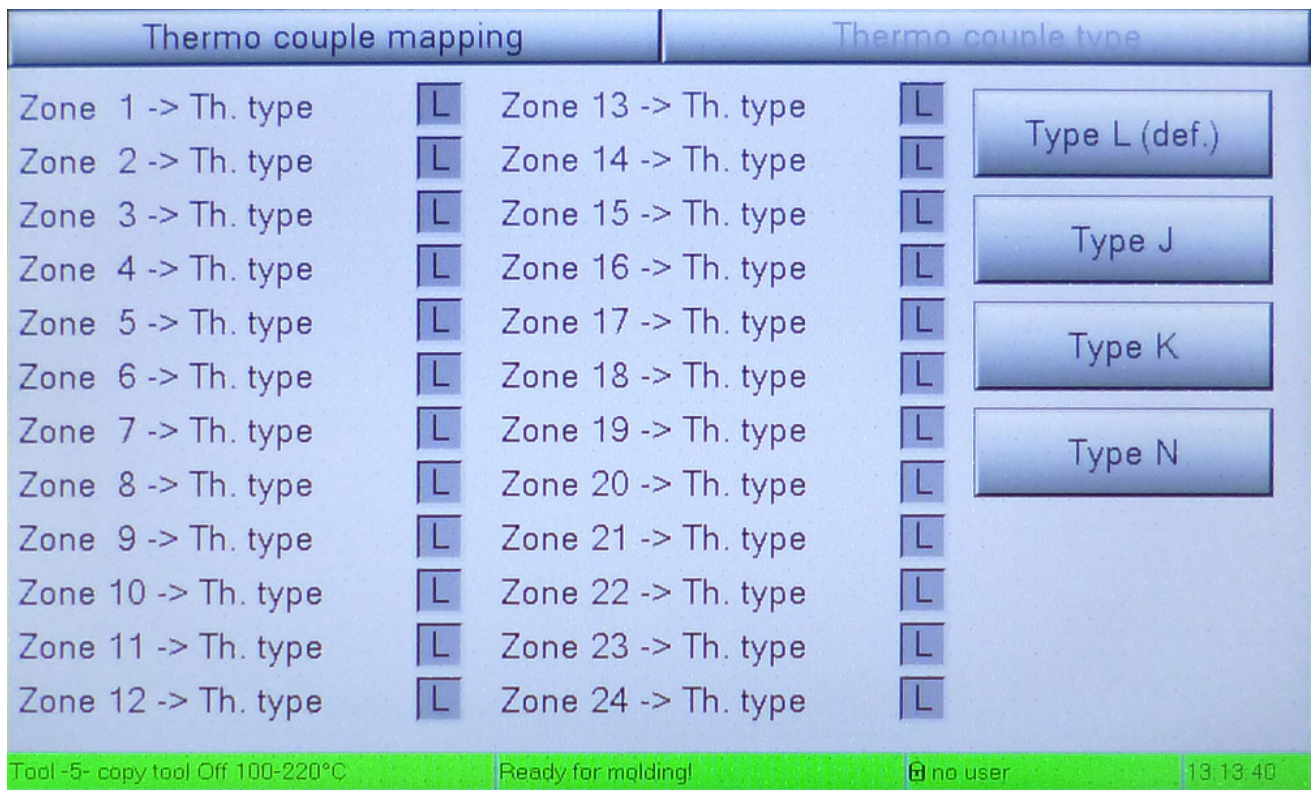 Thermo couple mapping
Thermo couple type
Zone 1 -> Th. type L
Zone 2 -> Th. type L
Zone 3 -> Th. type L
Zone 4 -> Th. type L
Zone 5 -> Th. type L
Zone 6 -> Th. type L
Zone 7 -> Th. type L
Zone 8 -> Th. type L
Zone 9 -> Th. type L
Zone 10 -> Th. type L
Zone 11 -> Th. type L
Zone 12 -> Th. type L
Zone 13 -> Th. type L
Zone 14 -> Th. type L
Zone 15 -> Th. type L
Zone 16 -> Th. type L
Zone 17 -> Th. type L
Zone 18 -> Th. type L
Zone 19 -> Th. type L
Zone 20 -> Th. type L
Zone 21 -> Th. type L
Zone 22 -> Th. type L
Zone 23 -> Th. type L
Zone 24 -> Th. type L
Type L (def.)
Type J
Type K
Type N
Tool -5- copy tool Off 100-220°C
Ready for molding!
no user
13:13:40